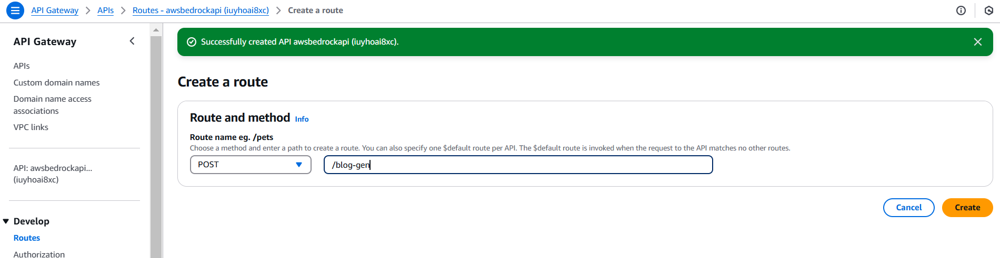 API Gateway > APIs > Routes - awsbedrockapi (iuyhoai8xc) > Create a route
API Gateway
APIs
Custom domain names
Domain name access
associations
VPC links
API: awsbedrockapi...
(iuyhoai8xc)
Develop
Routes
Authorization
Successfully created API awsbedrockapi (iuyhoai8xc).
Create a route
Route and method Info
Route name eg. /pets
Choose a method and enter a path to create a route. You can also specify one $default route per API. The $default route is invoked when the request to the API matches no other routes.
POST /blog-gen
Cancel Create